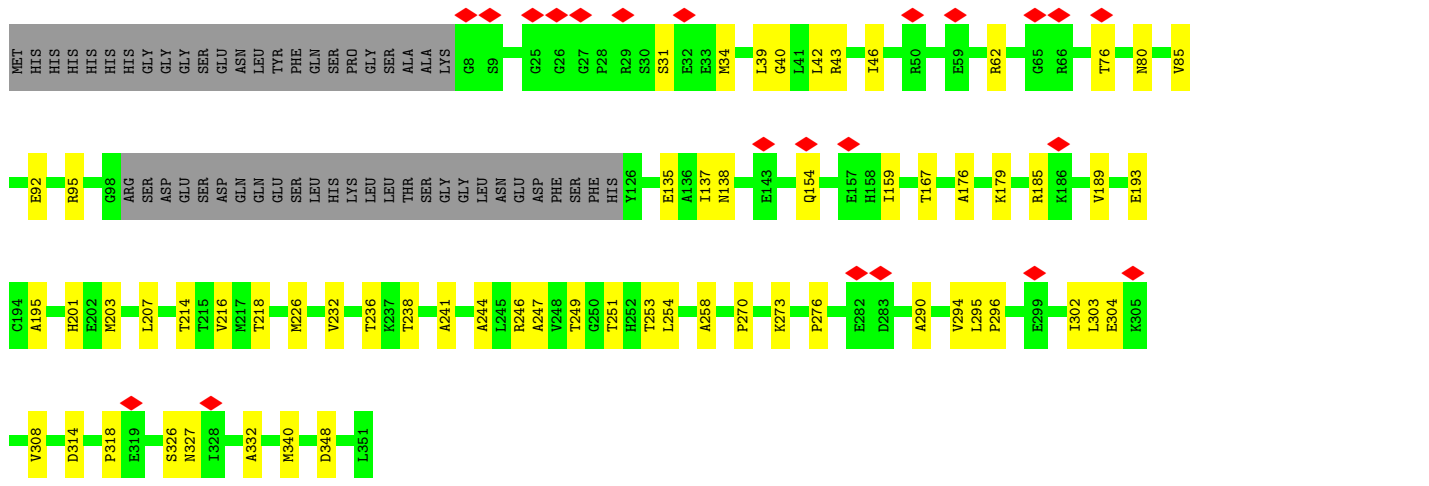 MET HIS HIS HIS HIS HIS HIS GLY GLY GLY SER GLU ASN LEU TYR PHE GLN SER PRO GLY SER ALA ALA LYS G8 S9 G25 G26 G27 P28 R29 S30 S31 E32 E33 M34 L39 G40 L41 L42 R43 I46 R50 E59 R62 G65 R66 T76 N80 V85
E92 R95 G98 ARG SER ASP GLU SER ASP GLN GLN GLU SER LEU HIS LYS LEU LEU THR SER GLY GLY LEU ASN GLU ASP PHE SER PHE HIS Y126 E135 A136 I137 N138 E143 Q154 E157 H158 I159 T167 A176 K179 R185 K186 V189 E193
C194 A195 H201 E202 M203 L207 T214 T215 V216 M217 T218 M226 V232 T236 K237 T238 A241 A244 L245 R246 A247 V248 T249 G250 T251 H252 T253 L254 A258 P270 K273 P276 E282 D283 A290 V294 L295 P296 E299 I302 L303 E304 K305
V308 D314 P318 E319 S326 N327 I328 A332 M340 D348 L351